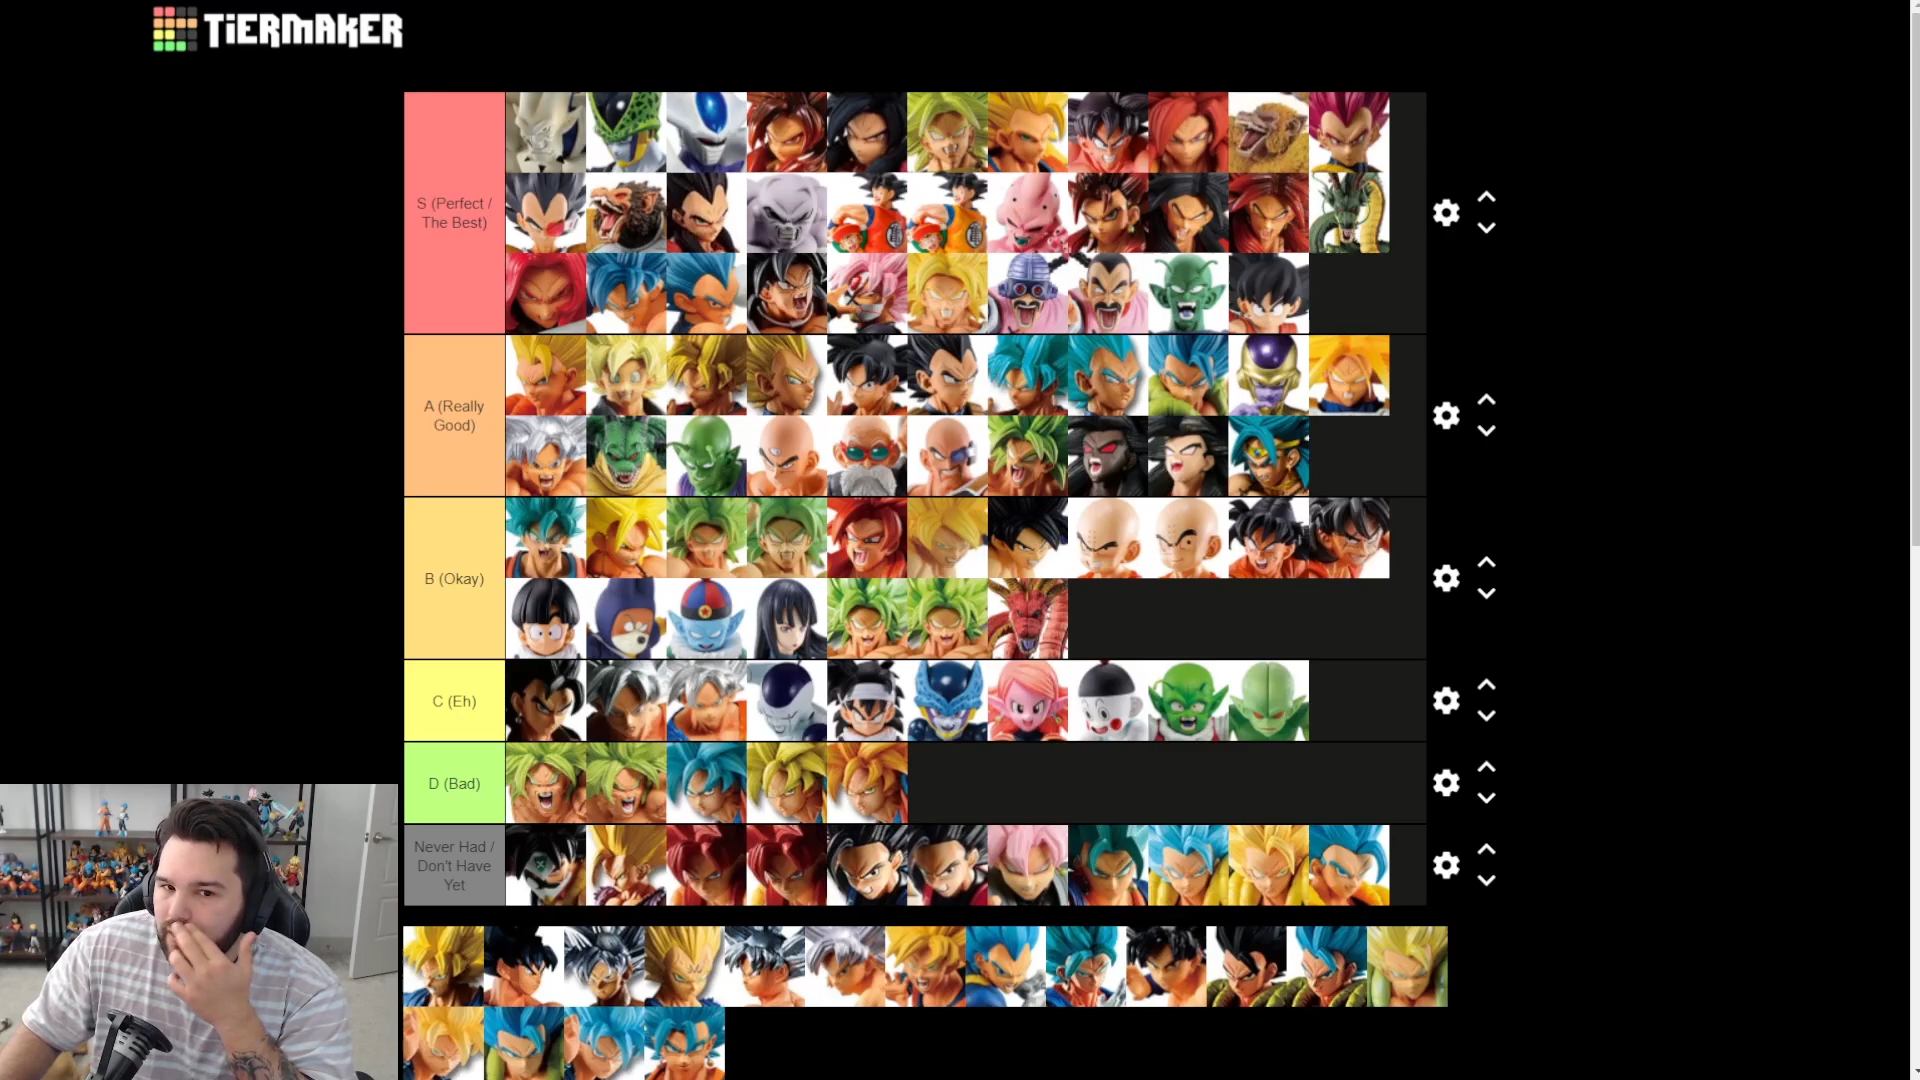 TiERMAKER
S (Perfect /
The Best)
A (Really
Good)
B (Okay)
C (Eh)
D (Bad)
Never Had /
Don't Have
Yet